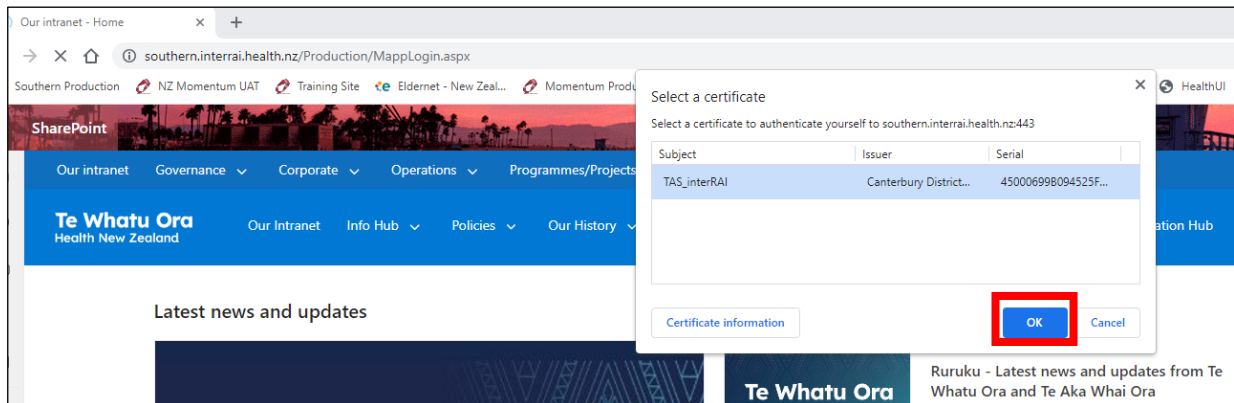 Our intranet - Home
southern.interrai.health.nz/Production/MappLogin.aspx
Southern Production NZ Momentum UAT Training Site Eldernet - New Zeal... Momentum Produ HealthUI
SharePoint
Our intranet Governance Corporate Operations Programmes/Projects
Te Whatu Ora
Health New Zealand
Our Intranet Info Hub Policies Our History ation Hub
Select a certificate
Select a certificate to authenticate yourself to southern.interrai.health.nz:443
Subject Issuer Serial
TAS_interRAI Canterbury District... 45000699B094525F...
Certificate information OK Cancel
Latest news and updates
Te Whatu Ora
Ruruku - Latest news and updates from Te
Whatu Ora and Te Aka Whai Ora